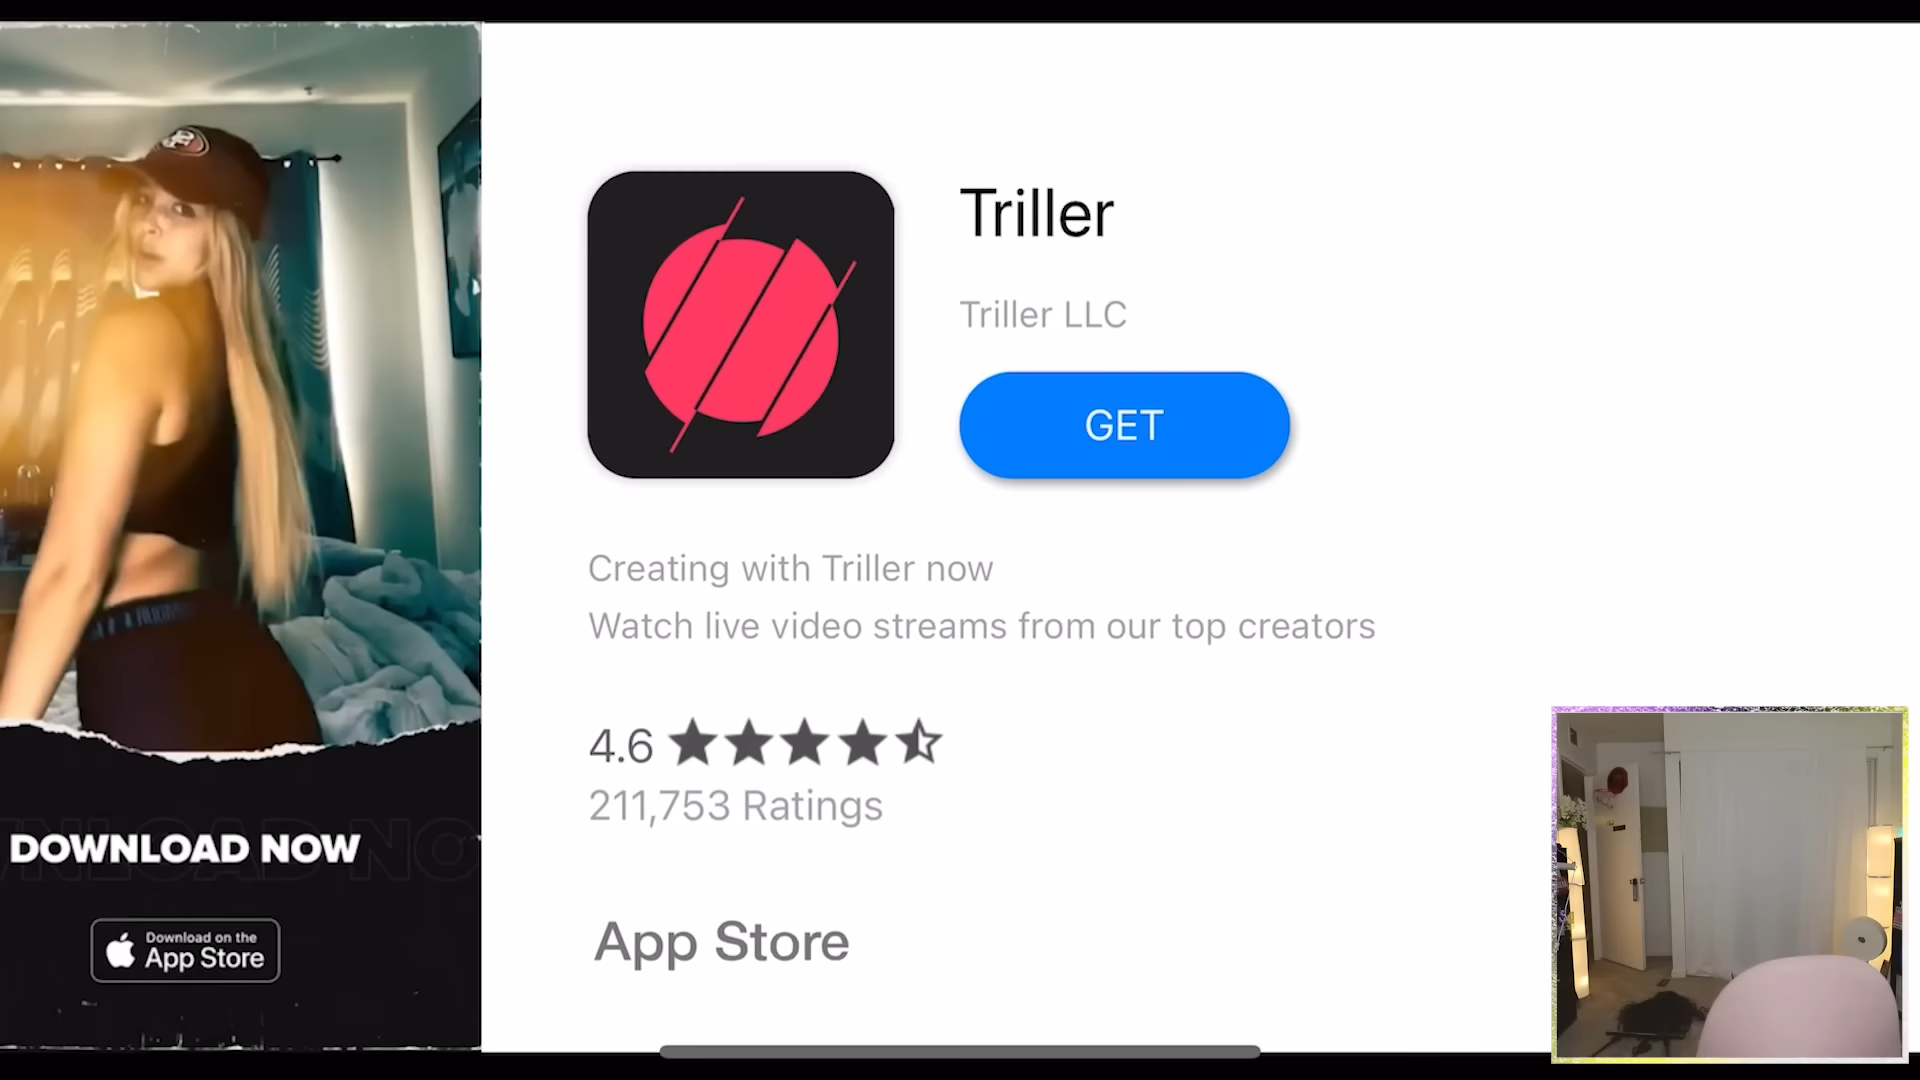 DOWNLOAD NOW
Download on the
App Store
Triller
Triller LLC
GET
Creating with Triller now
Watch live video streams from our top creators
4.6
211,753 Ratings
App Store